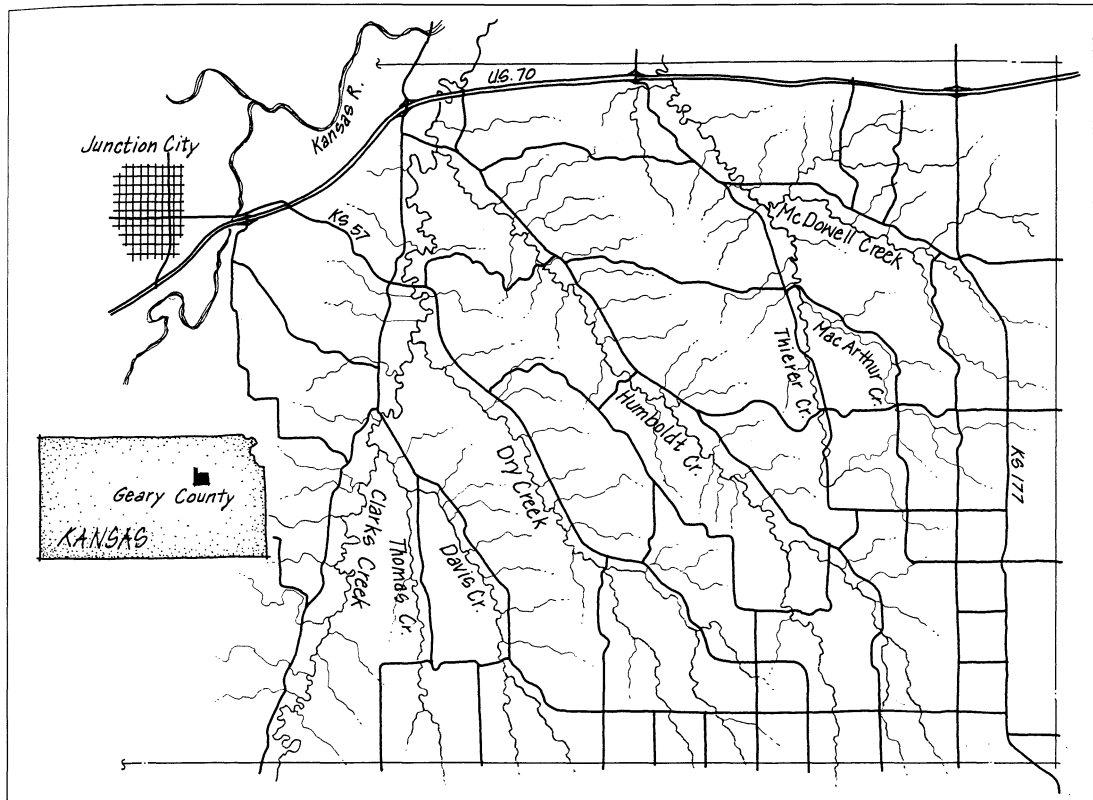 U.S. 70
Kansas R.
Junction City
KS 57
McDowell Creek
Thierer Cr.
Mac Arthur Cr.
Humboldt Cr.
Dry Creek
KS 177
Geary County
KANSAS
Clarks Creek
Thomas Cr.
Davis Cr.